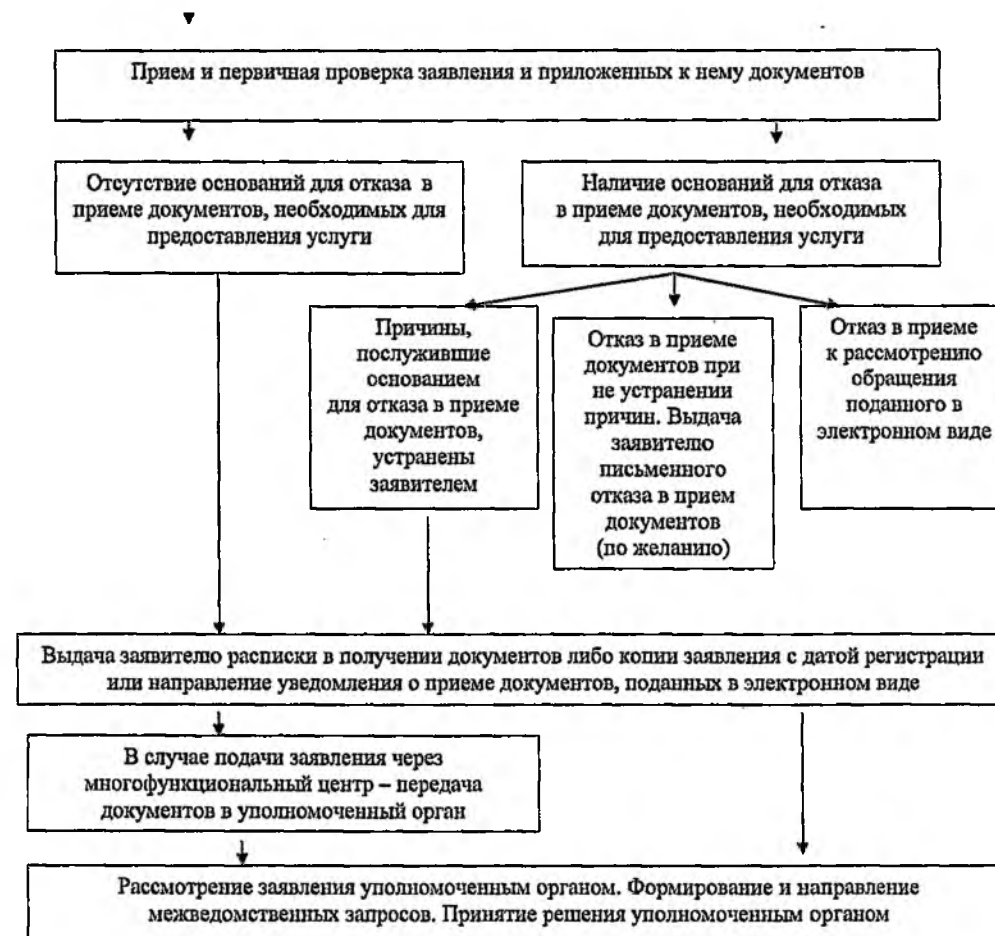 Прием и первичная проверка заявления и приложенных к нему документов
Отсутствие оснований для отказа в
приеме документов, необходимых для
предоставления услуги
Наличие оснований для отказа
в приеме документов, необходимых
для предоставления услуги
Причины,
послужившие
основанием
для отказа в приеме
документов,
устранены
заявителем
Отказ в приеме
документов при
не устранении
причин. Выдача
заявителю
письменного
отказа в прием
документов
(по желанию)
Отказ в приеме
к рассмотрению
обращения
поданного в
электронном виде
Выдача заявителю расписки в получении документов либо копии заявления с датой регистрации
или направление уведомления о приеме документов, поданных в электронном виде
В случае подачи заявления через
многофункциональный центр – передача
документов в уполномоченный орган
Рассмотрение заявления уполномоченным органом. Формирование и направление
межведомственных запросов. Принятие решения уполномоченным органом